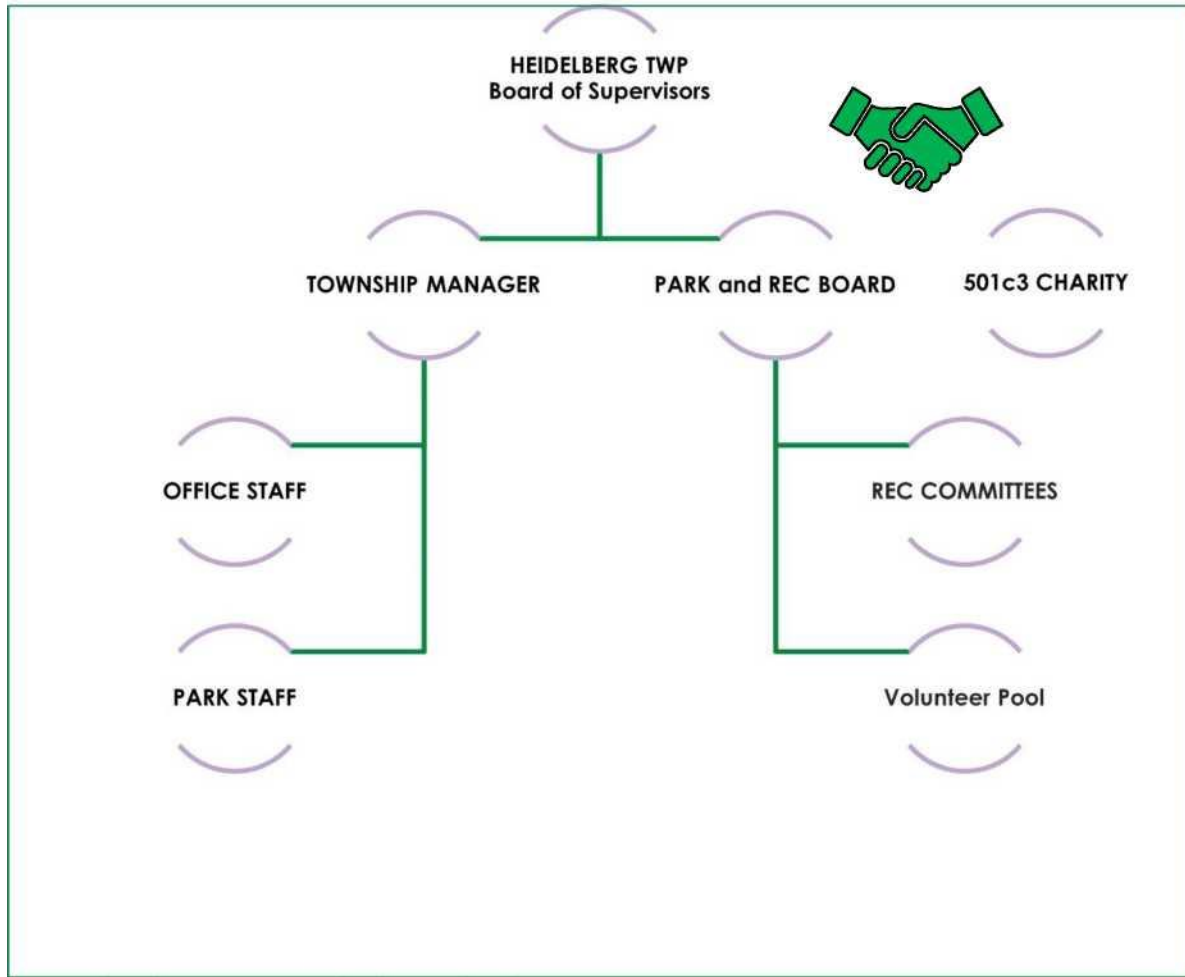 HEIDELBERG TWP
Board of Supervisors
TOWNSHIP MANAGER
PARK and REC BOARD
501c3 CHARITY
OFFICE STAFF
REC COMMITTEES
PARK STAFF
Volunteer Pool